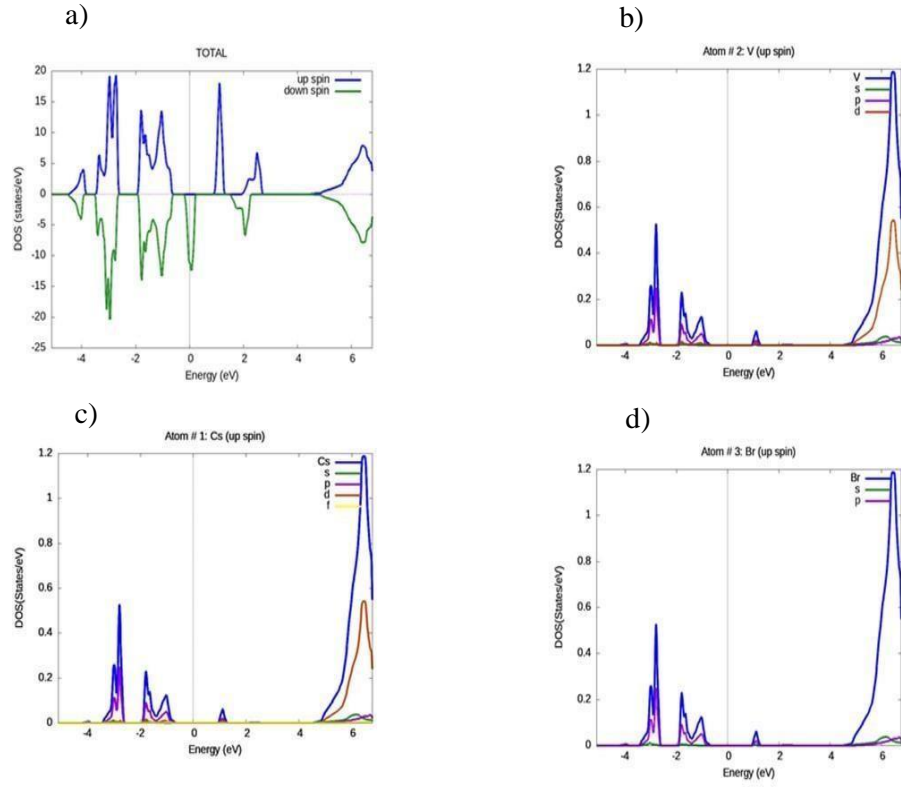 a)
TOTAL
up spin
down spin
20
15
10
5
0
-5
-10
-15
-20
-25
DOS (states/eV)
-4
-2
0
2
4
6
Energy (eV)
b)
Atom # 2: V (up spin)
V
s
p
d
1.2
1
0.8
0.6
0.4
0.2
0
DOS(States/eV)
-4
-2
0
2
4
6
Energy (eV)
c)
Atom # 1: Cs (up spin)
Cs
s
p
d
f
1.2
1
0.8
0.6
0.4
0.2
0
DOS(States/eV)
-4
-2
0
2
4
6
Energy (eV)
d)
Atom # 3: Br (up spin)
Br
s
p
1.2
1
0.8
0.6
0.4
0.2
0
DOS(States/eV)
-4
-2
0
2
4
6
Energy (eV)